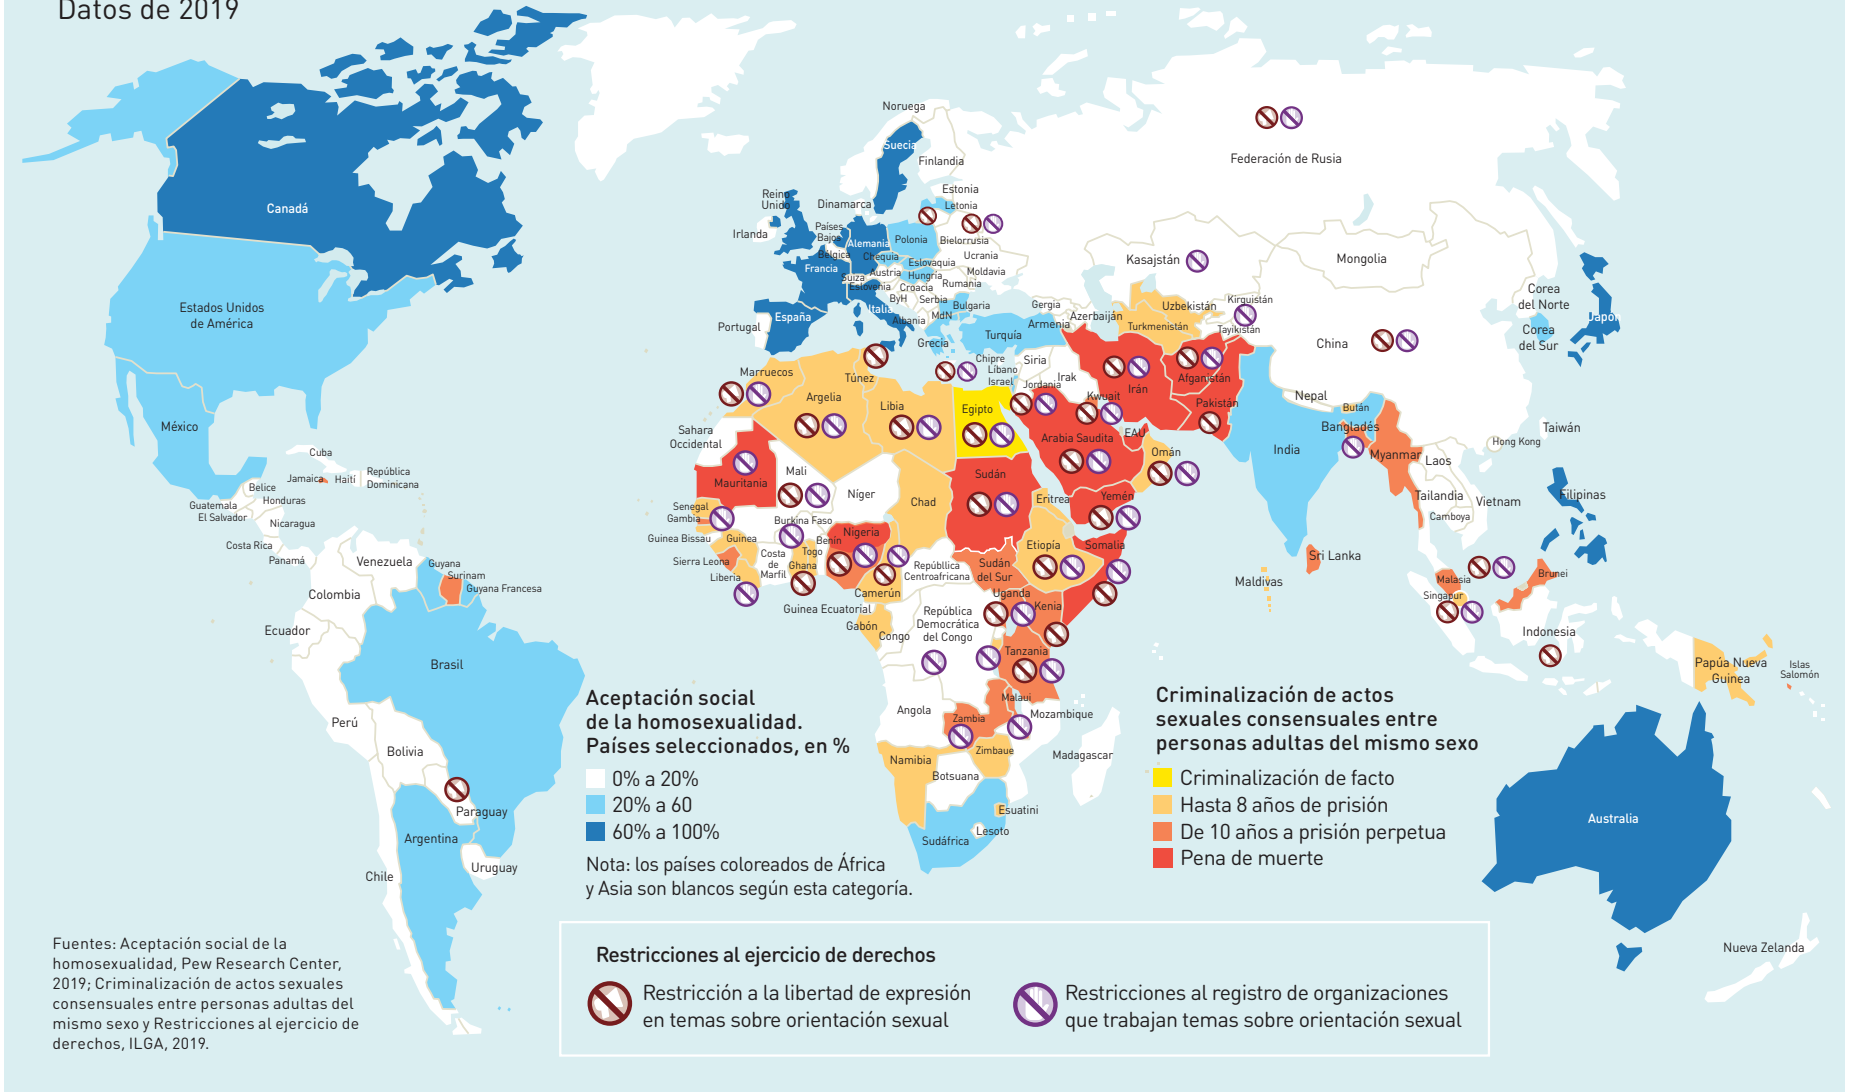 Datos de 2019
Noruega
Suecia
Finlandia
Federación de Rusia
Estonia
Letonia
Reino
Unido
Dinamarca
Irlanda
Países
Bajos
Bélgica
Alemania
Polonia
Bielorrusia
Chequia
Ucrania
Francia
Suiza
Austria
Eslovaquia
Hungría
Moldavia
Eslovenia
Croacia
Rumania
ByH
Serbia
Bulgaria
España
Italia
Albania
MdN
Portugal
Grecia
Turquía
Gergia
Armenia
Azerbaiján
Kasajstán
Uzbekistán
Turkmenistán
Kirguistán
Tayikistán
Mongolia
China
Corea
del Norte
Corea
del Sur
Japón
Canadá
Estados Unidos
de América
México
Cuba
Jamaica
Haití
República
Dominicana
Belice
Honduras
Guatemala
El Salvador
Nicaragua
Costa Rica
Panamá
Venezuela
Guyana
Surinam
Guyana Francesa
Colombia
Ecuador
Brasil
Perú
Bolivia
Paraguay
Argentina
Uruguay
Chile
Chipre
Líbano
Israel
Siria
Jordania
Irak
Kwuait
Irán
Afganistán
Pakistán
Nepal
Bután
Bangladés
India
Myanmar
Laos
Hong Kong
Taiwán
Tailandia
Vietnam
Camboya
Filipinas
Sri Lanka
Maldivas
Malasia
Singapur
Brunei
Indonesia
Papúa Nueva
Guinea
Islas
Salomón
Australia
Nueva Zelanda
Marruecos
Túnez
Argelia
Libia
Egipto
Arabia Saudita
EAU
Omán
Yemén
Sahara
Occidental
Mauritania
Mali
Níger
Chad
Sudán
Eritrea
Senegal
Gambia
Guinea Bissau
Guinea
Sierra Leona
Liberia
Burkina Faso
Costa
de
Marfil
Ghana
Togo
Benín
Nigeria
Camerún
Repúbllica
Centroafricana
Sudán
del Sur
Etiopía
Somalia
Guinea Ecuatorial
Gabón
Congo
República
Democrática
del Congo
Uganda
Kenia
Tanzania
Angola
Zambia
Malaui
Mozambique
Zimbaue
Namibia
Botsuana
Madagascar
Esuatini
Lesoto
Sudáfrica
Aceptación social
de la homosexualidad.
Países seleccionados, en %
0% a 20%
20% a 60
60% a 100%
Nota: los países coloreados de África
y Asia son blancos según esta categoría.
Criminalización de actos
sexuales consensuales entre
personas adultas del mismo sexo
Criminalización de facto
Hasta 8 años de prisión
De 10 años a prisión perpetua
Pena de muerte
Fuentes: Aceptación social de la
homosexualidad, Pew Research Center,
2019; Criminalización de actos sexuales
consensuales entre personas adultas del
mismo sexo y Restricciones al ejercicio de
derechos, ILGA, 2019.
Restricciones al ejercicio de derechos
Restricción a la libertad de expresión
en temas sobre orientación sexual
Restricciones al registro de organizaciones
que trabajan temas sobre orientación sexual